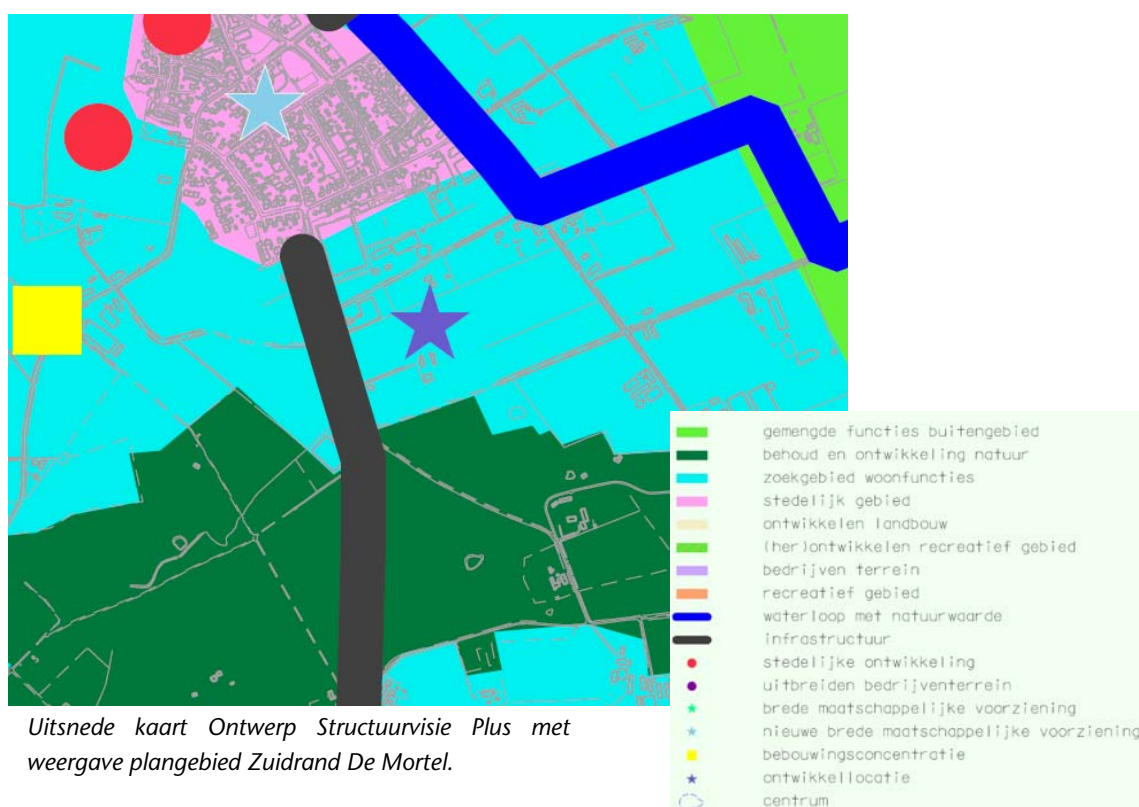 gemengde functies buitengebied
behoud en ontwikkeling natuur
zoekgebied woonfuncties
stedelijk gebied
ontwikkelen landbouw
(her)ontwikkelen recreatief gebied
bedrijven terrein
recreatief gebied
waterloop met natuurwaarde
infrastructuur
stedelijke ontwikkeling
uitbreiden bedrijventerrein
brede maatschappelijke voorziening
nieuwe brede maatschappelijke voorziening
bebouwingsconcentratie
ontwikkellocatie
centrum
Uitsnede kaart Ontwerp Structuurvisie Plus met
weergave plangebied Zuidrand De Mortel.